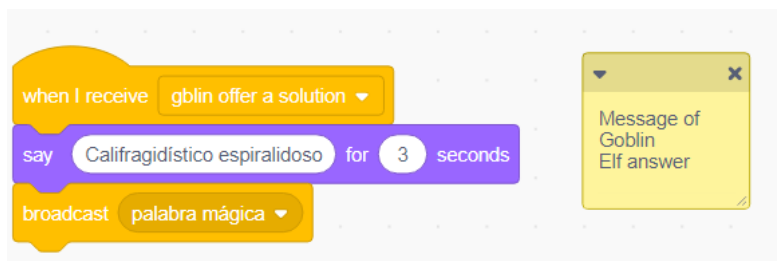 when I receive gblin offer a solution
say Califragidístico espiralidoso for 3 seconds
broadcast palabra mágica
Message of
Goblin
Elf answer